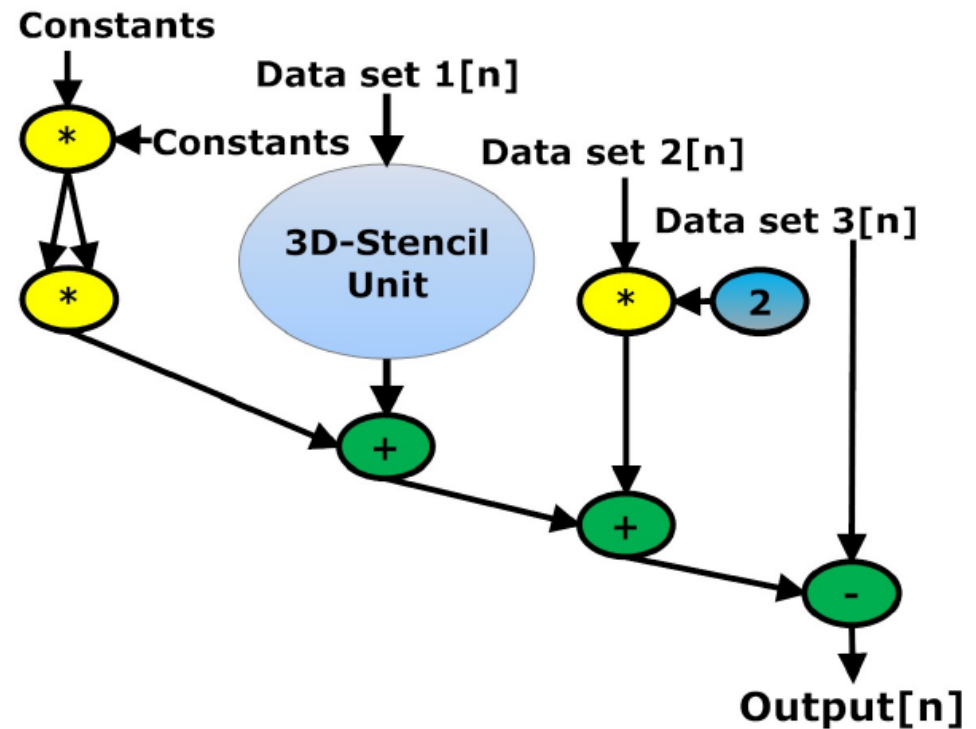 Constants
Data set 1[n]
*
Constants
Data set 2[n]
Data set 3[n]
3D-Stencil
Unit
*
*
2
+
+
-
Output[n]